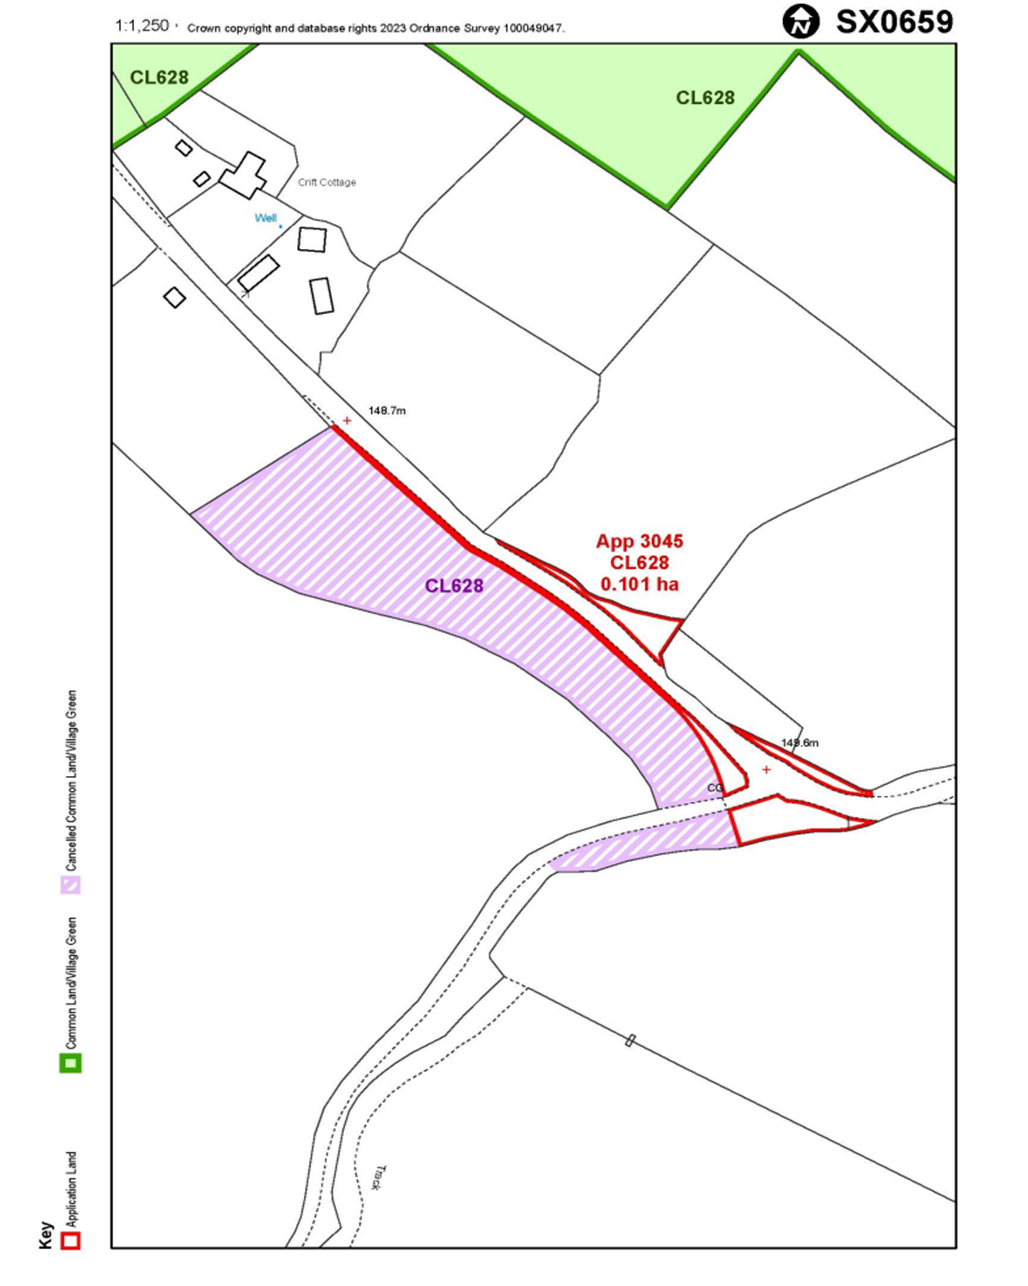 1:1,250 · Crown copyright and database rights 2023 Ordnance Survey 100049047.
N
SX0659
CL628
CL628
Crift Cottage
Well
148.7m
App 3045
CL628
0.101 ha
CL628
149.6m
CG
Track
Key
Application Land
Common Land/Village Green
Cancelled Common Land/Village Green